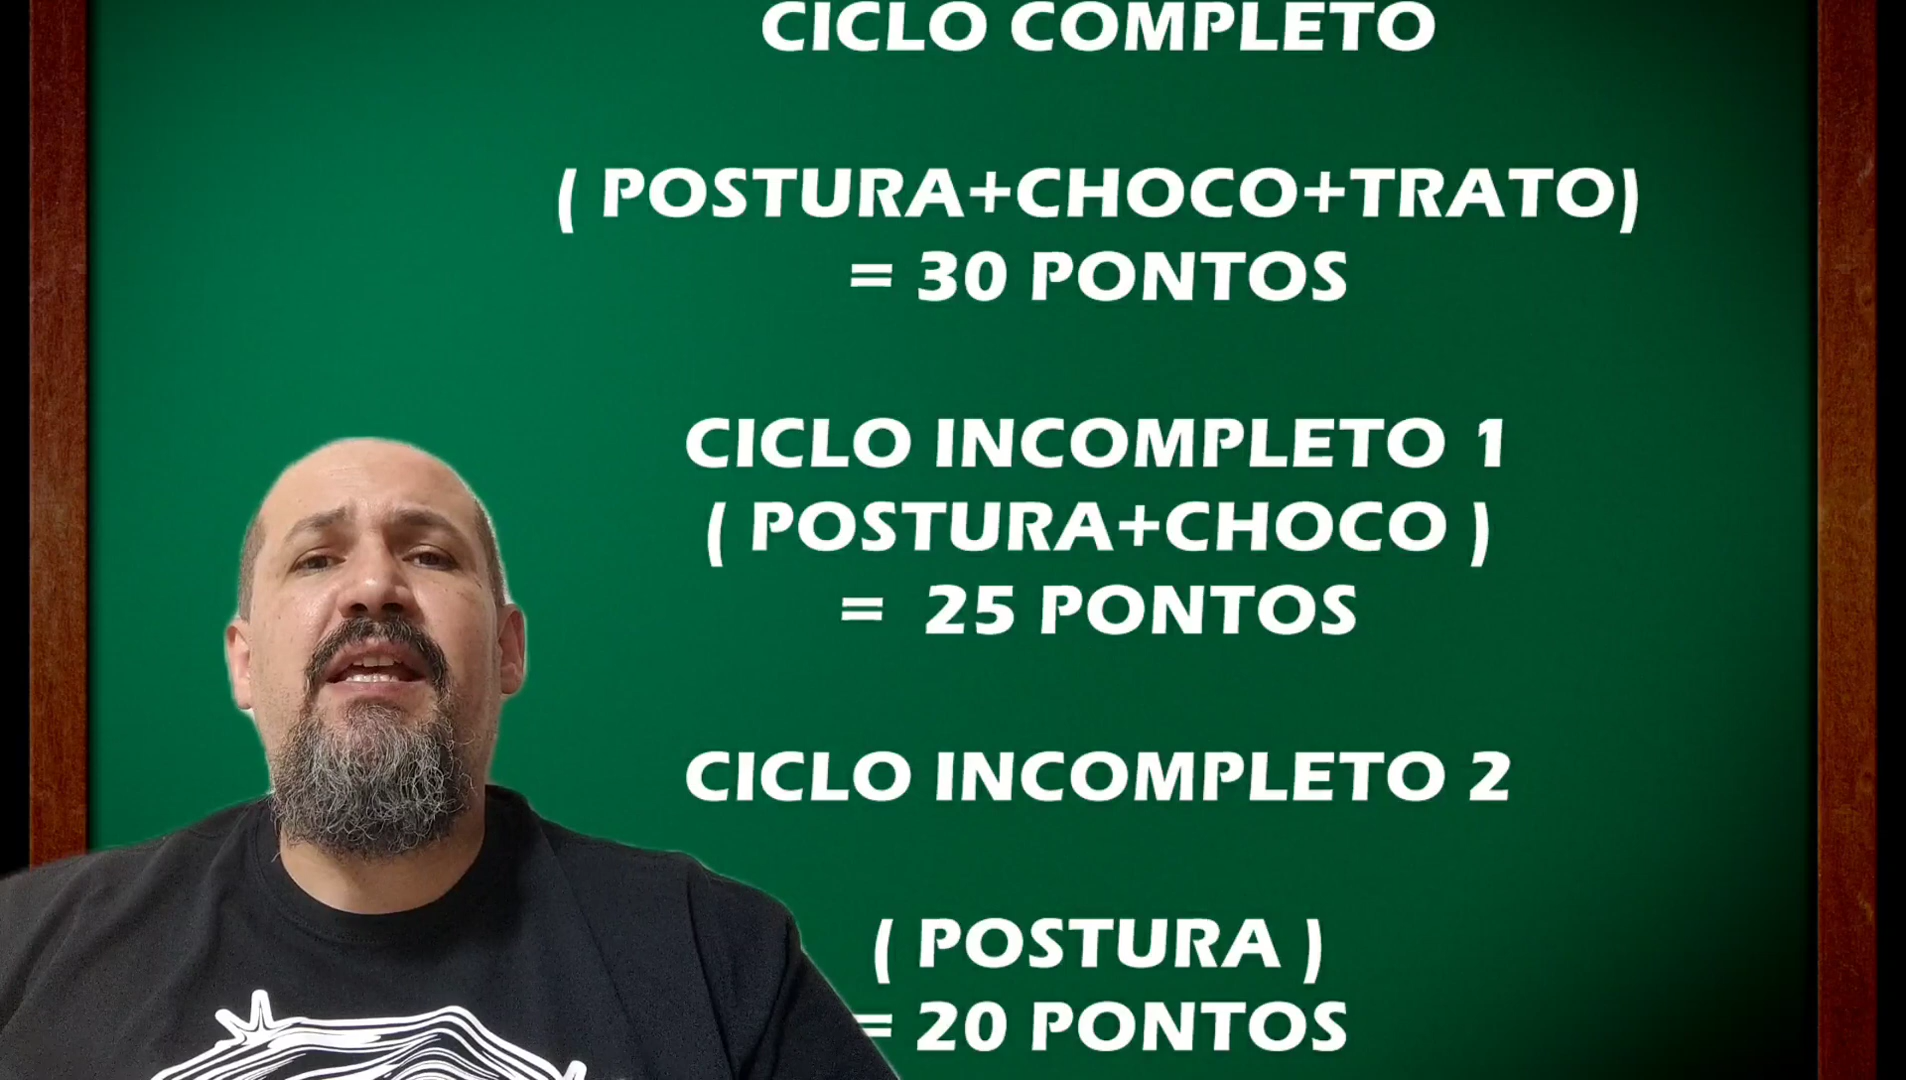 CICLO COMPLETO
( POSTURA+CHOCO+TRATO)
= 30 PONTOS
CICLO INCOMPLETO 1
( POSTURA+CHOCO )
= 25 PONTOS
CICLO INCOMPLETO 2
( POSTURA )
= 20 PONTOS